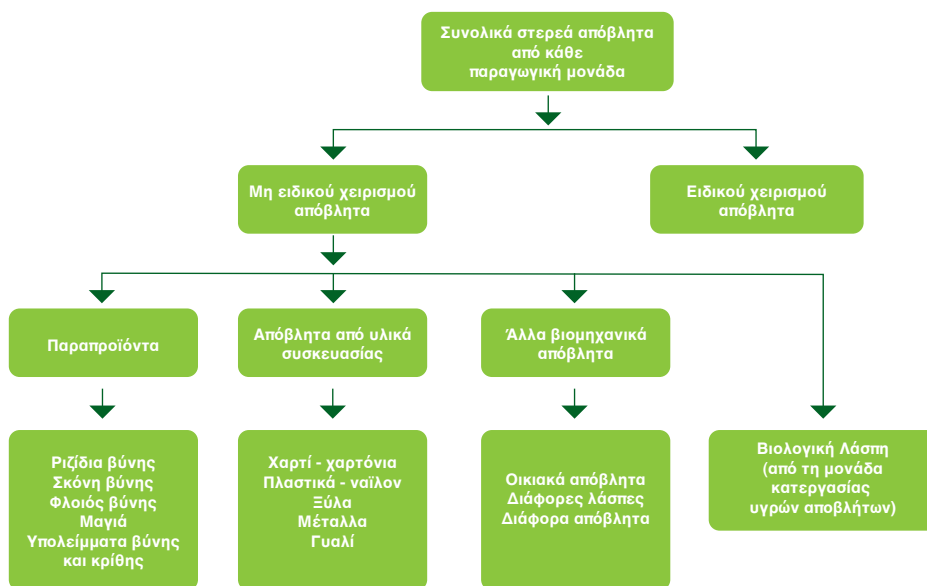 Συνολικά στερεά απόβλητα
από κάθε
παραγωγική μονάδα
Μη ειδικού χειρισμού
απόβλητα
Ειδικού χειρισμού
απόβλητα
Παραπροϊόντα
Απόβλητα από υλικά
συσκευασίας
Άλλα βιομηχανικά
απόβλητα
Ριζίδια βύνης
Σκόνη βύνης
Φλοιός βύνης
Μαγιά
Υπολείμματα βύνης
και κρίθης
Χαρτί - χαρτόνια
Πλαστικά - ναϊλον
Ξύλα
Μέταλλα
Γυαλί
Οικιακά απόβλητα
Διάφορες λάσπες
Διάφορα απόβλητα
Βιολογική Λάσπη
(από τη μονάδα
κατεργασίας
υγρών αποβλήτων)